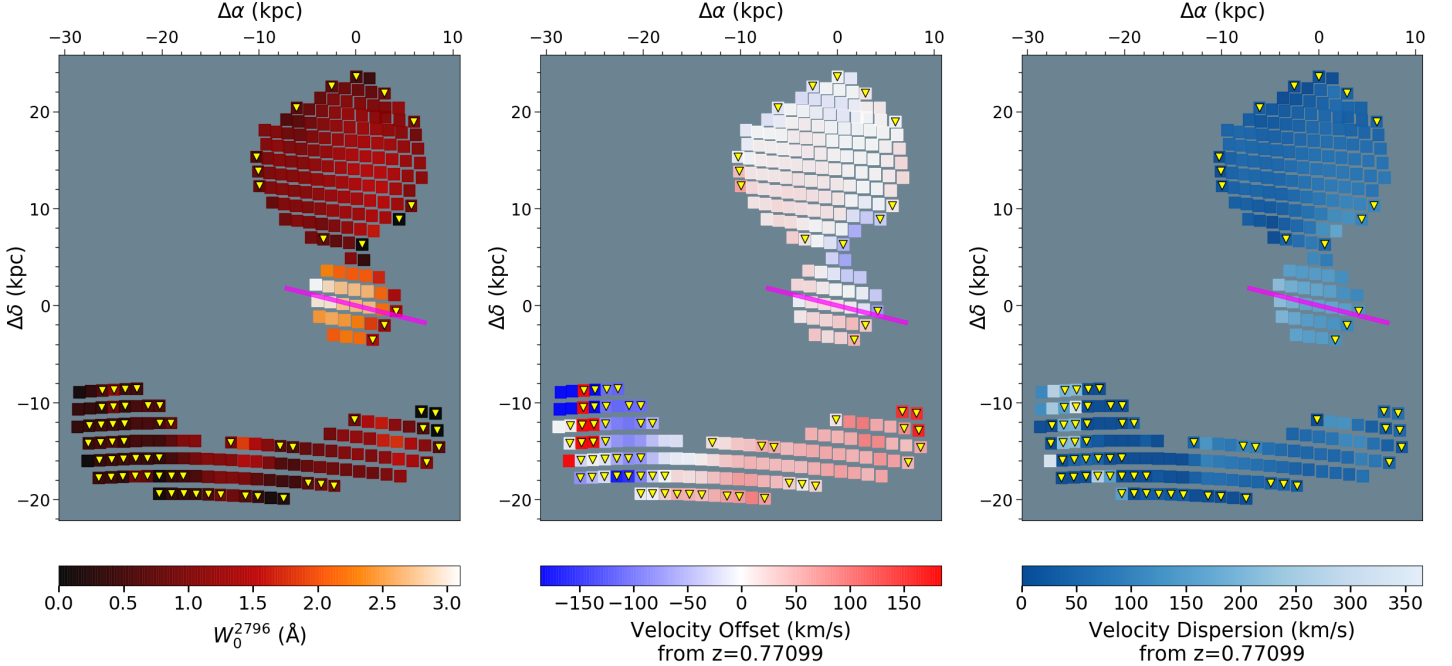 Δα (kpc) Δα (kpc) Δα (kpc)
−30 −20 −10 0 10 −30 −20 −10 0 10 −30 −20 −10 0 10
20 20 20
10 10 10
Δδ (kpc) Δδ (kpc) Δδ (kpc)
0 0 0
−10 −10 −10
−20 −20 −20
0.0 0.5 1.0 1.5 2.0 2.5 3.0 −150 −100 −50 0 50 100 150 0 50 100 150 200 250 300 350
W₀²⁷⁹⁶ (Å) Velocity Offset (km/s) Velocity Dispersion (km/s)
from z=0.77099 from z=0.77099